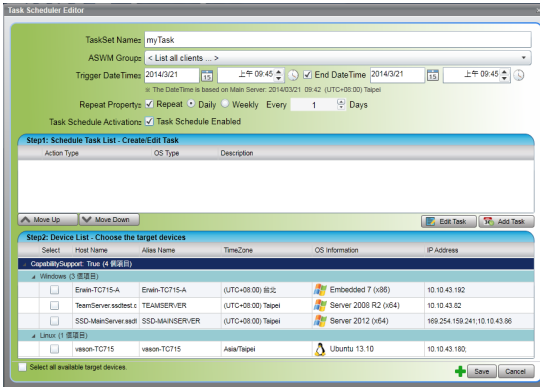 Task Scheduler Editor
TaskSet Name: myTask
ASWM Group: < List all clients ... >
Trigger DateTime: 2014/3/21 15 上午 09:45 End DateTime 2014/3/21 15 上午 09:45
※ The DateTime is based on Main Server: 2014/03/21 09:42 (UTC+08:00) Taipei
Repeat Property: Repeat Daily Weekly Every 1 Days
Task Schedule Activation: Task Schedule Enabled
Step1: Schedule Task List - Create/Edit Task
Action Type OS Type Description
Move Up Move Down Edit Task Add Task
Step2: Device List - Choose the target devices
Select Host Name Alias Name TimeZone OS Information IP Address
CapabilitySupport: True (4 個項目)
Windows (3 個項目)
Erwin-TC715-A Erwin-TC715-A (UTC+08:00) 台北 Embedded 7 (x86) 10.10.43.192
TeamServer.ssdtest.c TEAMSERVER (UTC+08:00) Taipei Server 2008 R2 (x64) 10.10.43.82
SSD-MainServer.ssdt SSD-MAINSERVER (UTC+08:00) Taipei Server 2012 (x64) 169.254.159.241;10.10.43.86
Linux (1 個項目)
vason-TC715 vason-TC715 Asia/Taipei Ubuntu 13.10 10.10.43.180;
Select all available target devices. Save Cancel